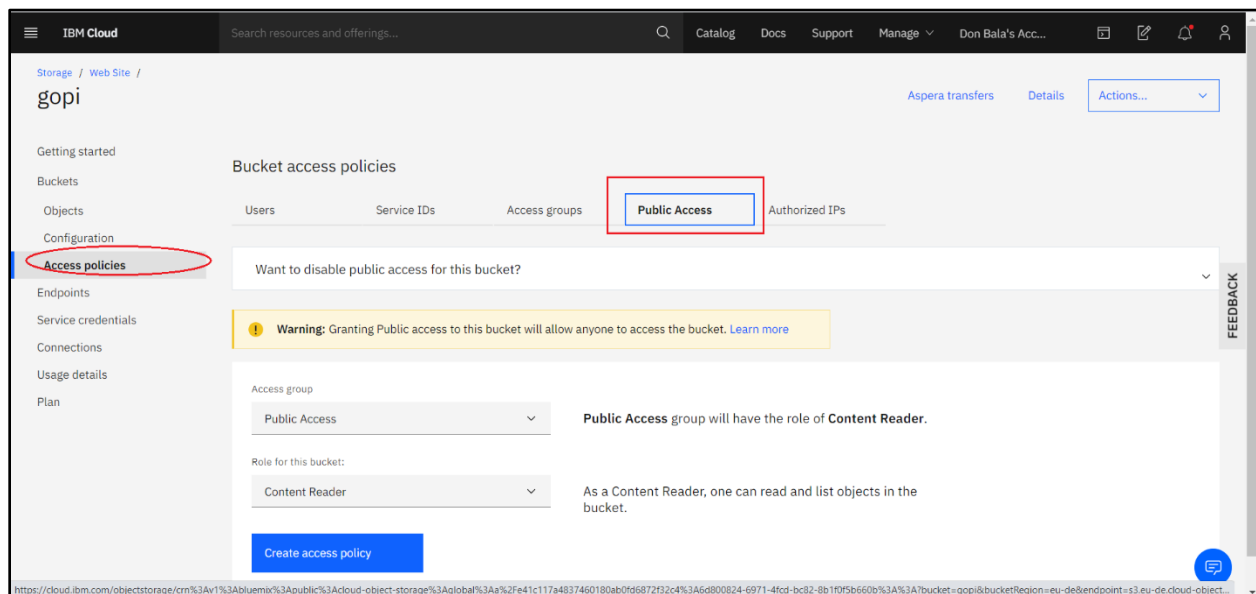 IBM Cloud
Search resources and offerings...
Catalog
Docs
Support
Manage
Don Bala's Acc...
Storage / Web Site /
gopi
Aspera transfers
Details
Actions...
Getting started
Buckets
Objects
Configuration
Access policies
Endpoints
Service credentials
Connections
Usage details
Plan
Bucket access policies
Users
Service IDs
Access groups
Public Access
Authorized IPs
Want to disable public access for this bucket?
Warning: Granting Public access to this bucket will allow anyone to access the bucket. Learn more
Access group
Public Access
Public Access group will have the role of Content Reader.
Role for this bucket:
Content Reader
As a Content Reader, one can read and list objects in the
bucket.
Create access policy
FEEDBACK